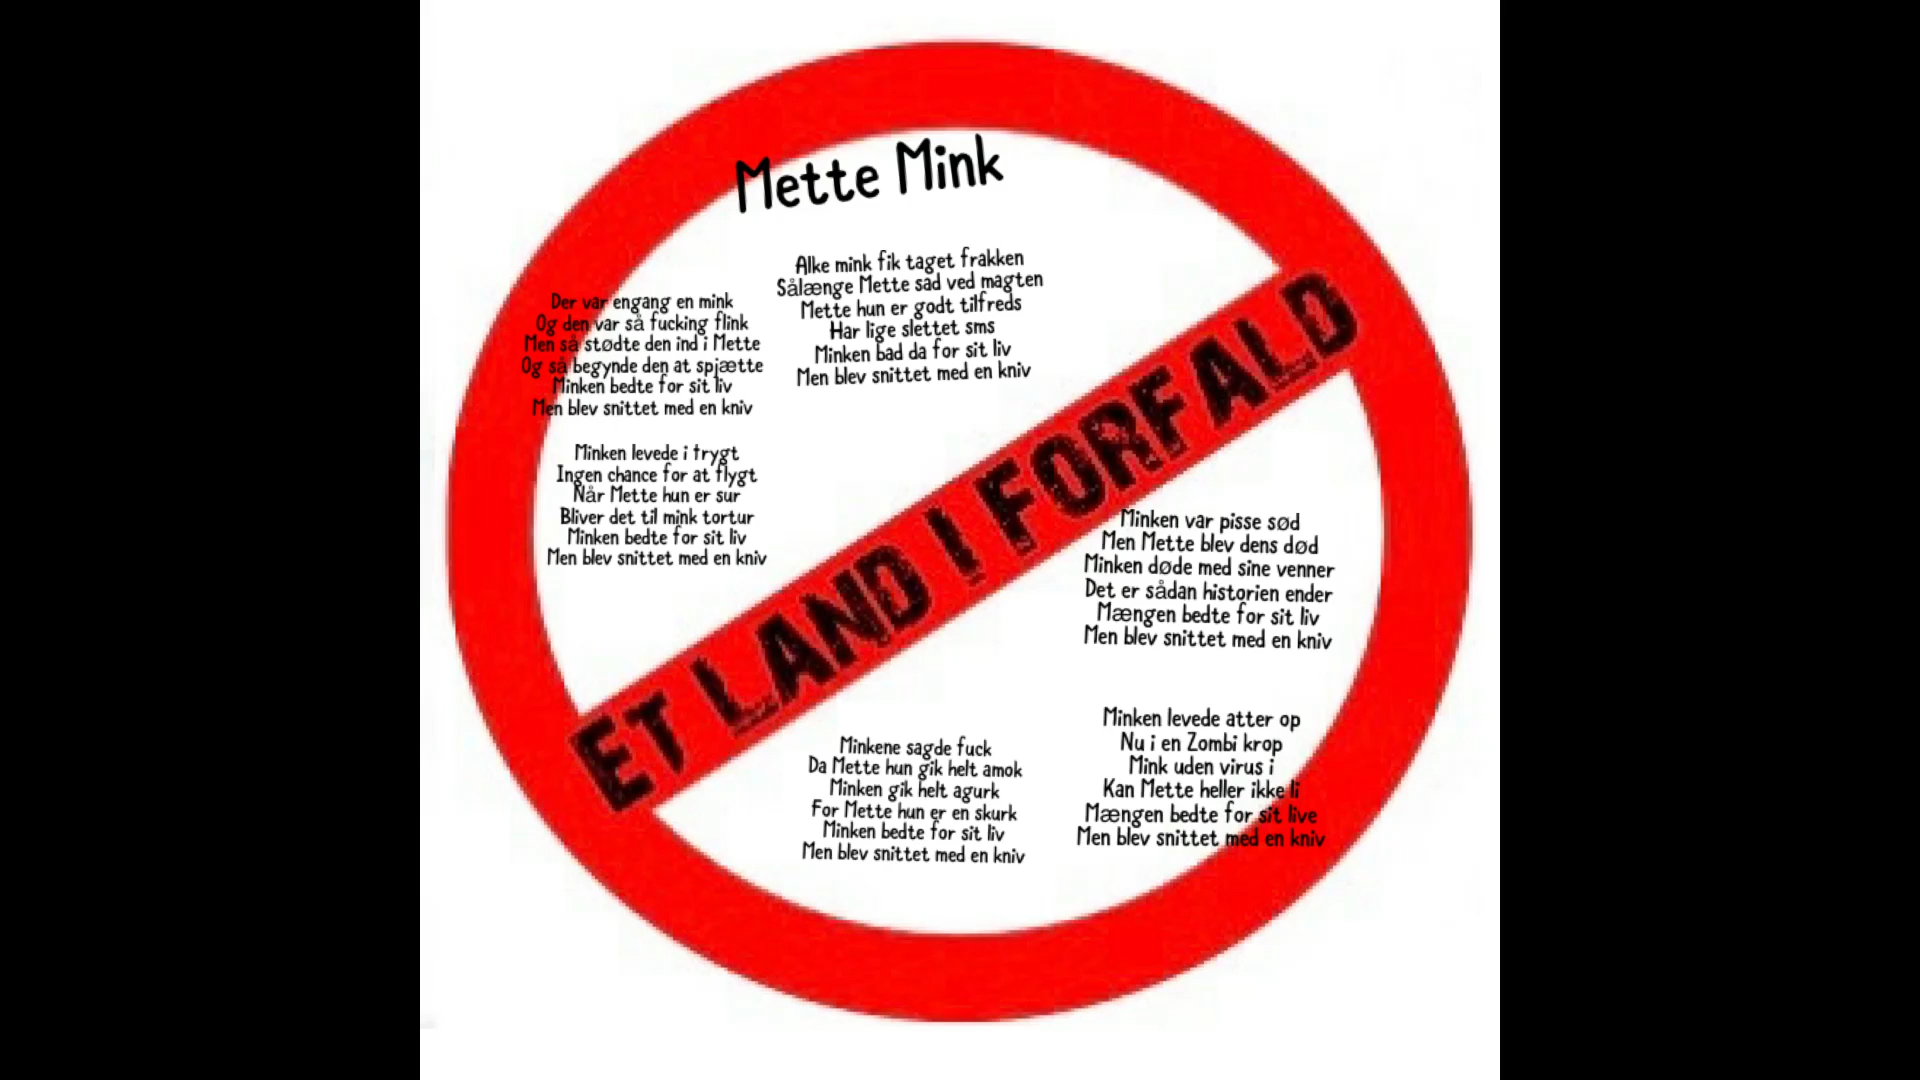 Mette Mink
Der var engang en mink
Og den var så fucking flink
Men så stødte den ind i Mette
Og så begynde den at spjætte
Minken bedte for sit liv
Men blev snittet med en kniv
Minken levede i trygt
Ingen chance for at flygt
Når Mette hun er sur
Bliver det til mink tortur
Minken bedte for sit liv
Men blev snittet med en kniv
Alke mink fik taget frakken
Sålænge Mette sad ved magten
Mette hun er godt tilfreds
Har lige slettet sms
Minken bad da for sit liv
Men blev snittet med en kniv
ET LAND I FORFALD
Minkene sagde fuck
Da Mette hun gik helt amok
Minken gik helt agurk
For Mette hun er en skurk
Minken bedte for sit liv
Men blev snittet med en kniv
Minken var pisse sød
Men Mette blev dens død
Minken døde med sine venner
Det er sådan historien ender
Mængen bedte for sit liv
Men blev snittet med en kniv
Minken levede atter op
Nu i en Zombi krop
Mink uden virus i
Kan Mette heller ikke li
Mængen bedte for sit live
Men blev snittet med en kniv